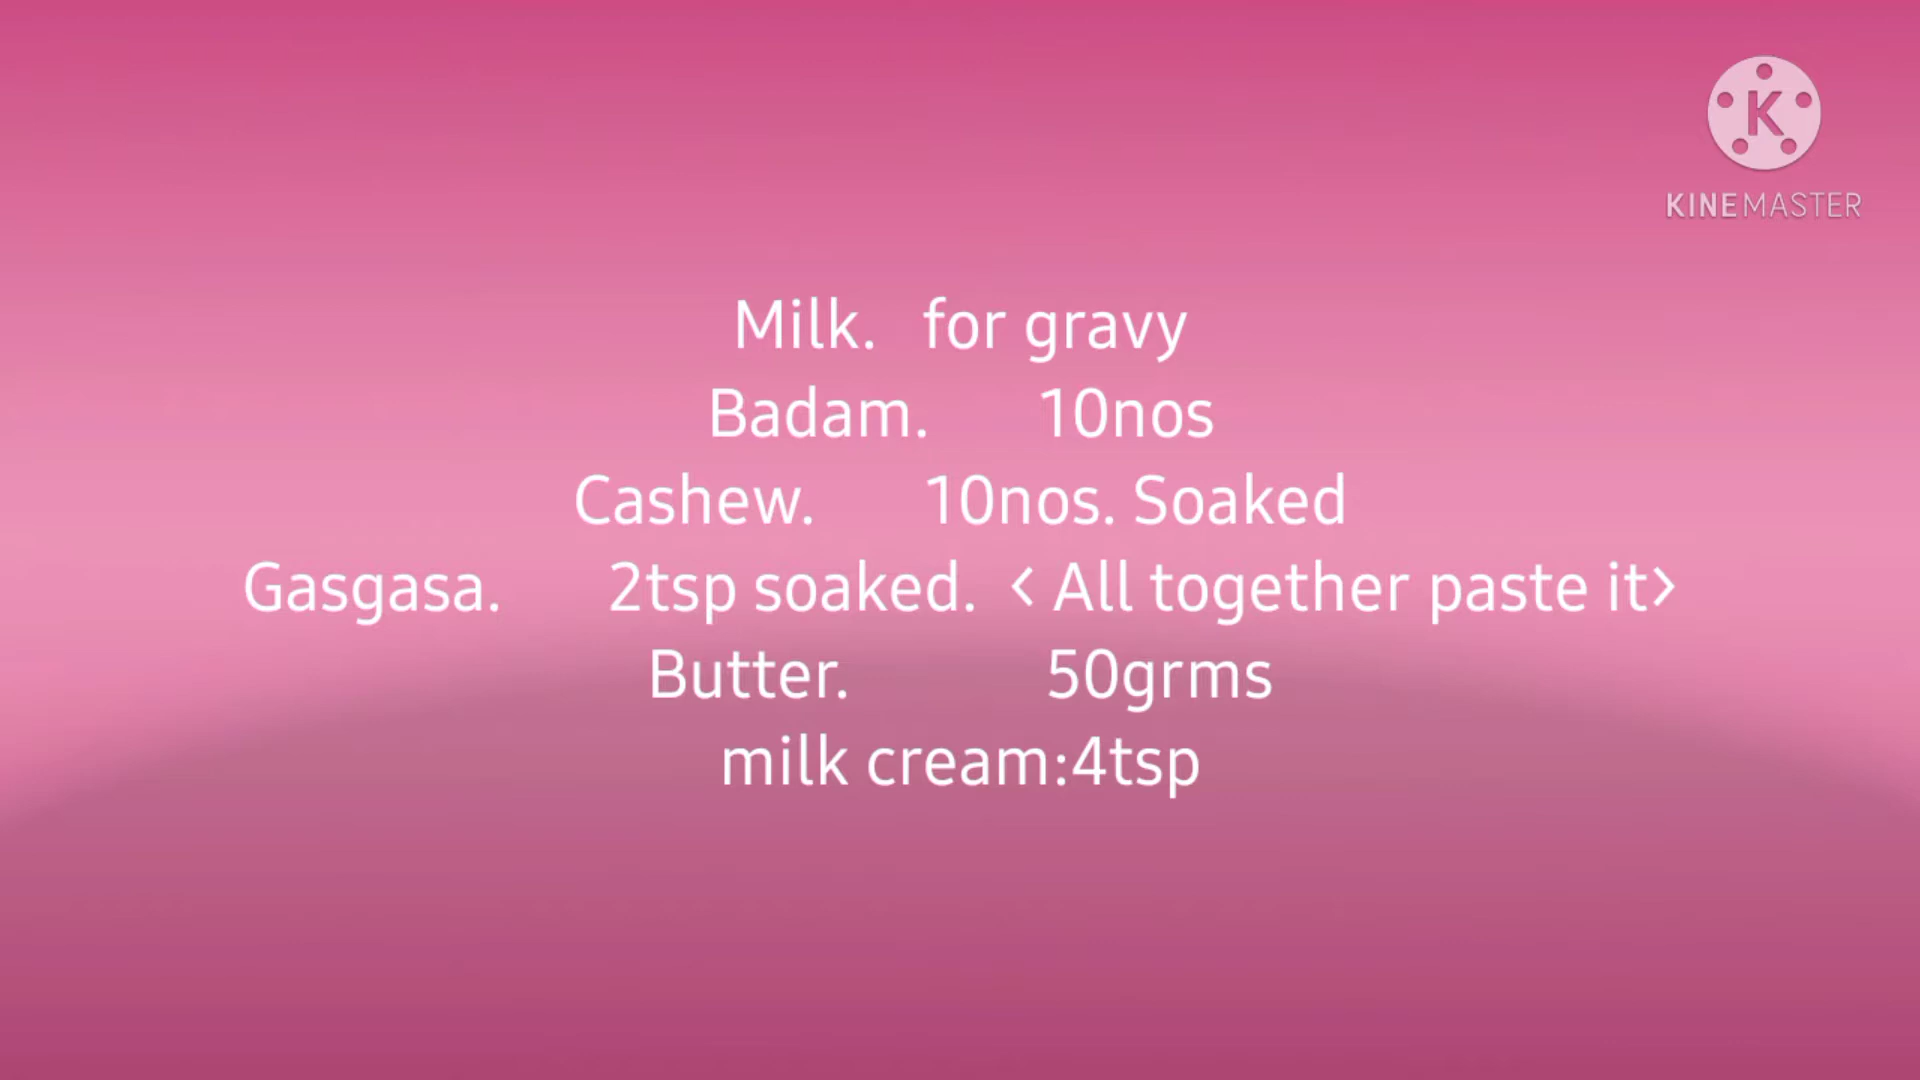 K
KINEMASTER
Milk. for gravy
Badam. 10nos
Cashew. 10nos. Soaked
Gasgasa. 2tsp soaked. < All together paste it>
Butter. 50grms
milk cream:4tsp